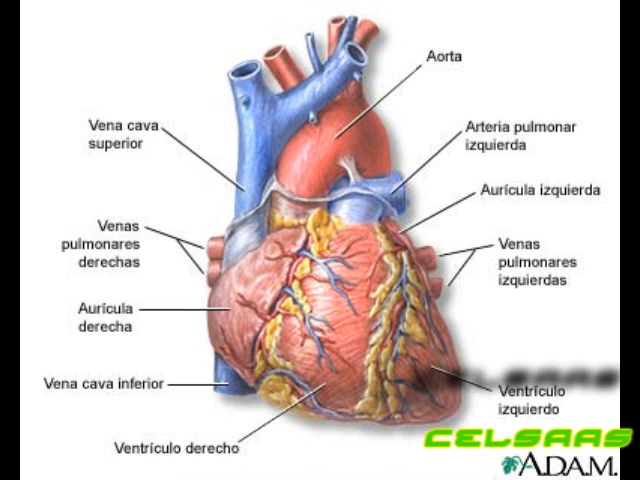 Aorta
Vena cava
superior
Arteria pulmonar
izquierda
Aurícula izquierda
Venas
pulmonares
derechas
Venas
pulmonares
izquierdas
Aurícula
derecha
Vena cava inferior
Ventrículo
izquierdo
Ventrículo derecho
CELSAAS
ADAM.